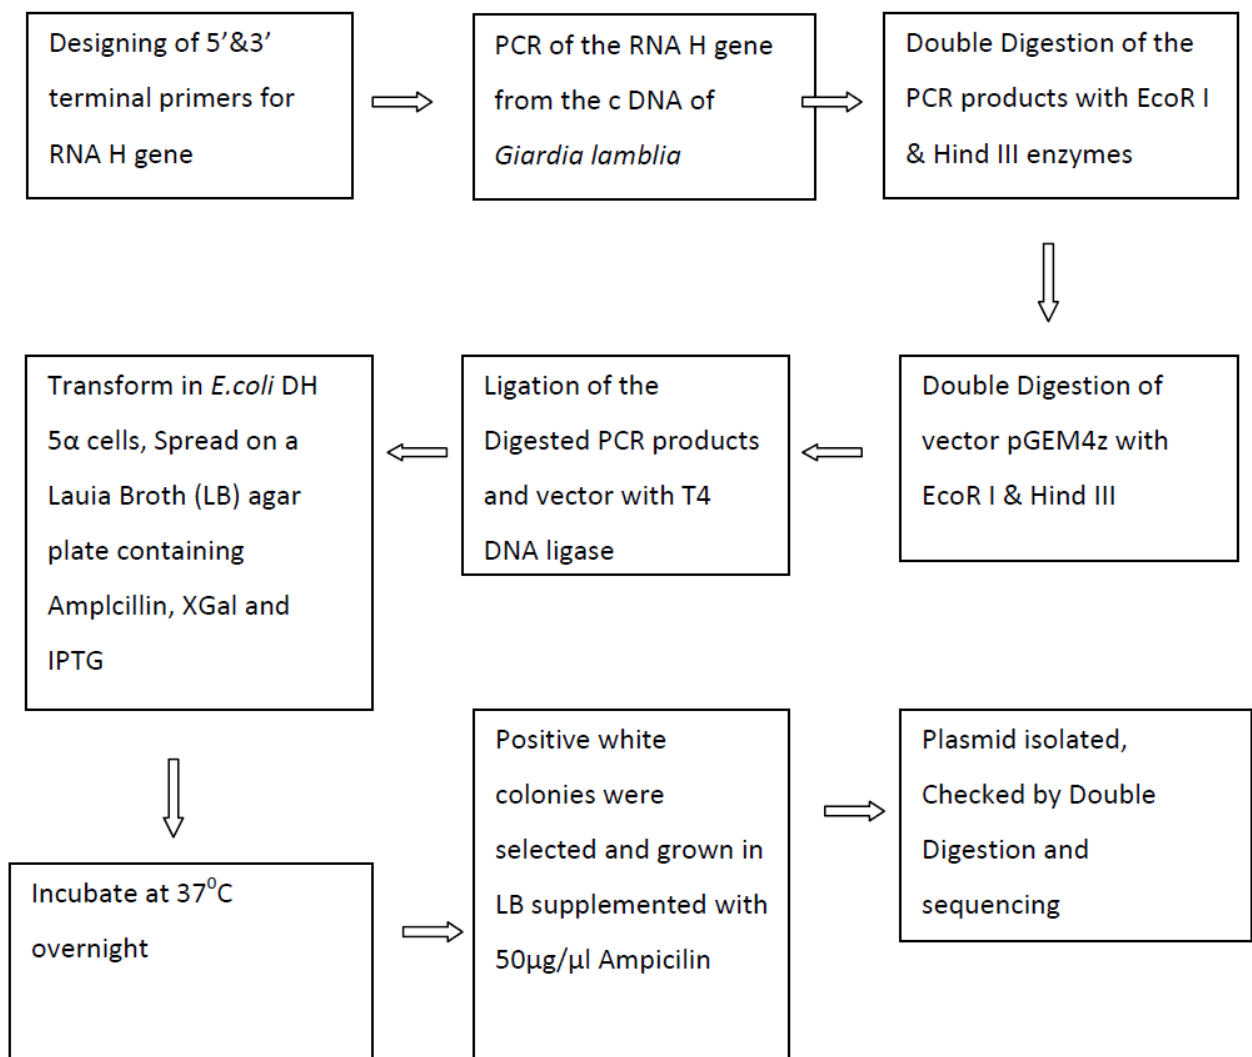 Designing of 5’&3’
terminal primers for
RNA H gene
PCR of the RNA H gene
from the c DNA of
Giardia lamblia
Double Digestion of the
PCR products with EcoR I
& Hind III enzymes
Double Digestion of
vector pGEM4z with
EcoR I & Hind III
Ligation of the
Digested PCR products
and vector with T4
DNA ligase
Transform in E.coli DH
5α cells, Spread on a
Lauia Broth (LB) agar
plate containing
Amplcillin, XGal and
IPTG
Incubate at 37⁰C
overnight
Positive white
colonies were
selected and grown in
LB supplemented with
50μg/μl Ampicilin
Plasmid isolated,
Checked by Double
Digestion and
sequencing